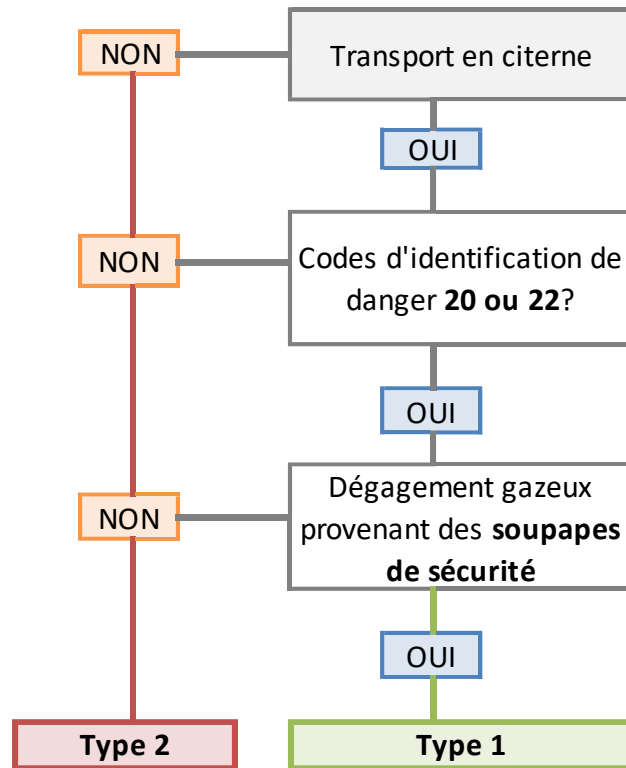 NON
Transport en citerne
OUI
NON
Codes d'identification de
danger 20 ou 22?
OUI
NON
Dégagement gazeux
provenant des soupapes
de sécurité
OUI
Type 2
Type 1